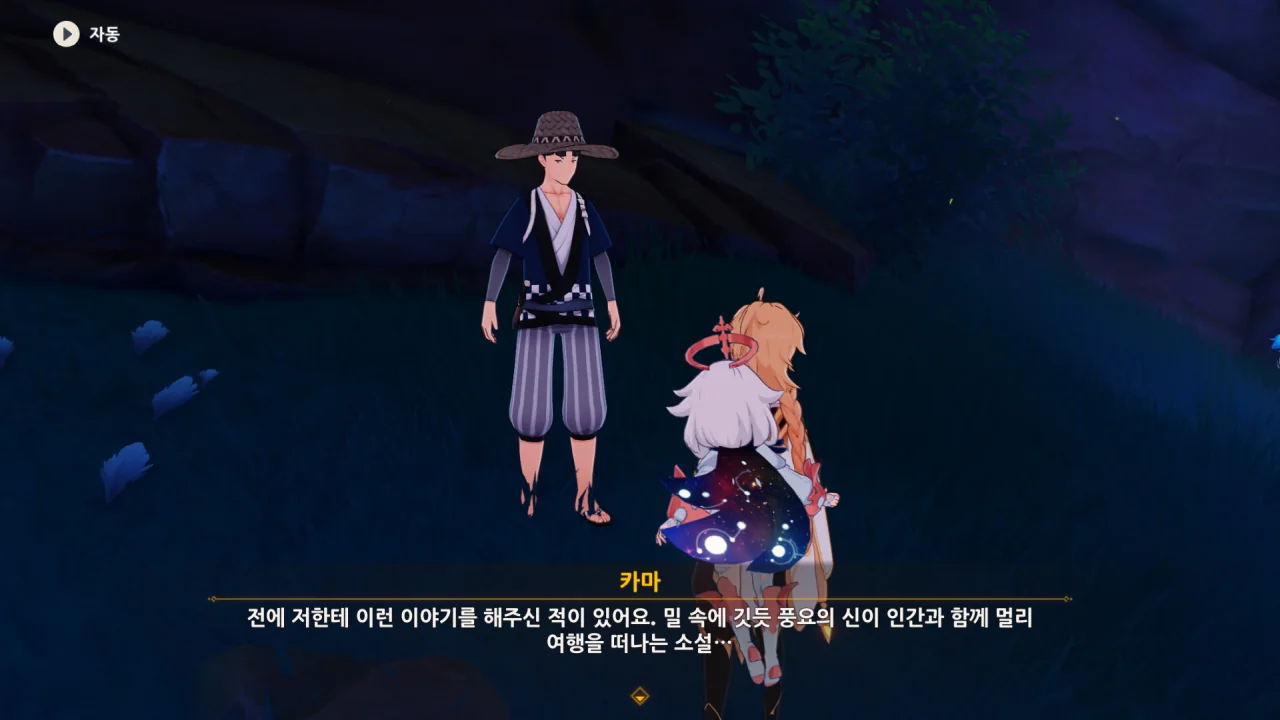 자동
카마
전에 저한테 이런 이야기를 해주신 적이 있어요. 밀 속에 깃듯 풍요의 신이 인간과 함께 멀리
여행을 떠나는 소설…